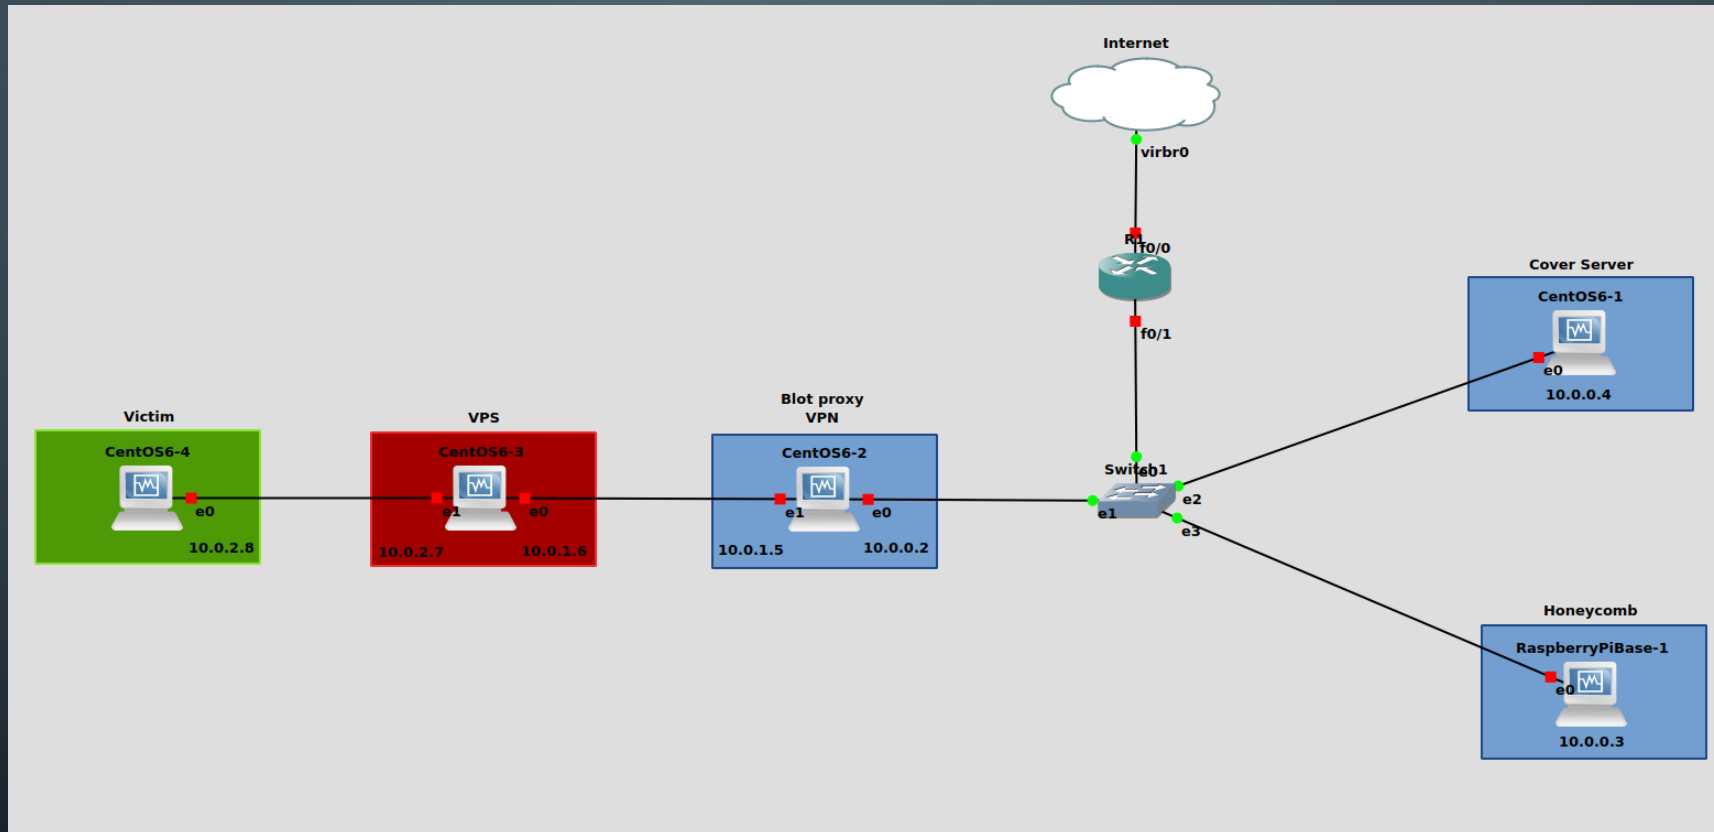 Internet
virbr0
R1
f0/0
f0/1
Cover Server
CentOS6-1
e0
10.0.0.4
Victim
CentOS6-4
e0
10.0.2.8
VPS
CentOS6-3
e1
e0
10.0.2.7
10.0.1.6
Blot proxy
VPN
CentOS6-2
e1
e0
10.0.1.5
10.0.0.2
Switch1
e0
e1
e2
e3
Honeycomb
RaspberryPiBase-1
e0
10.0.0.3